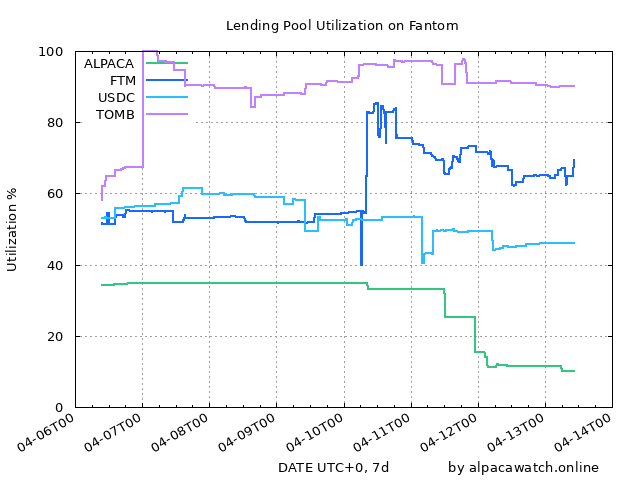 Lending Pool Utilization on Fantom
100
80
60
40
20
0
Utilization %
ALPACA
FTM
USDC
TOMB
04-06T00
04-07T00
04-08T00
04-09T00
04-10T00
04-11T00
04-12T00
04-13T00
04-14T00
DATE UTC+0, 7d
by alpacawatch.online